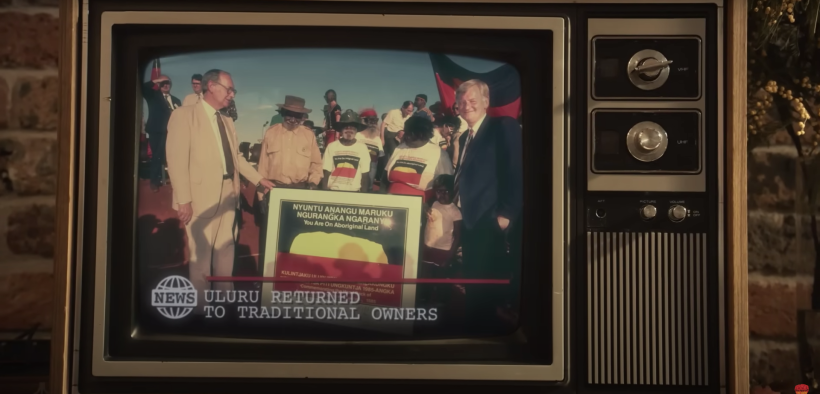 NYUNTU ANANGU MARUKU
NGURANGKA NGARANYI
You Are On Aboriginal Land
NEWS
ULURU RETURNED
TO TRADITIONAL OWNERS